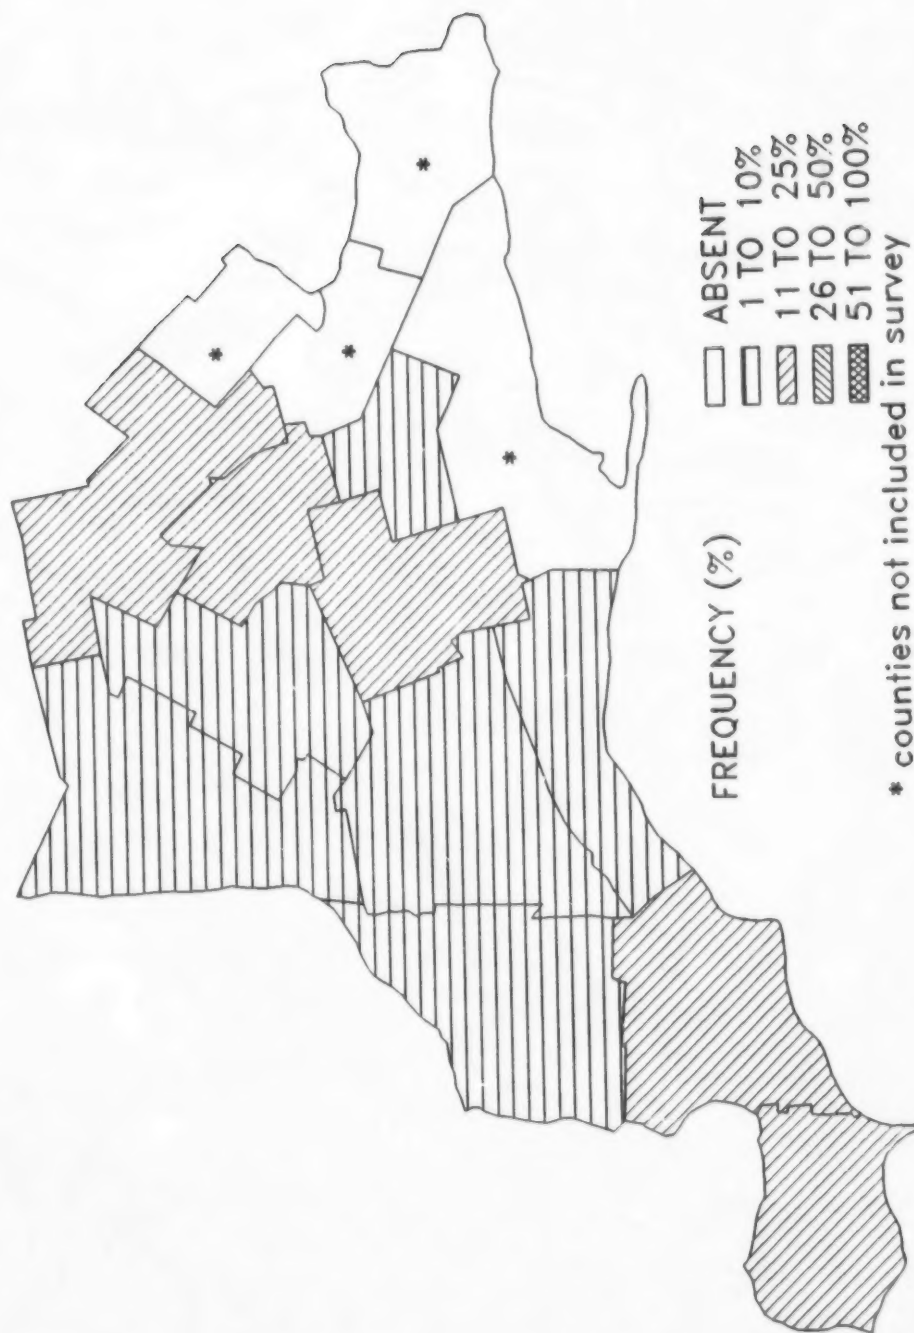 *
*
*
*
FREQUENCY (%)
ABSENT
1 TO 10%
11 TO 25%
26 TO 50%
51 TO 100%
* counties not included in survey